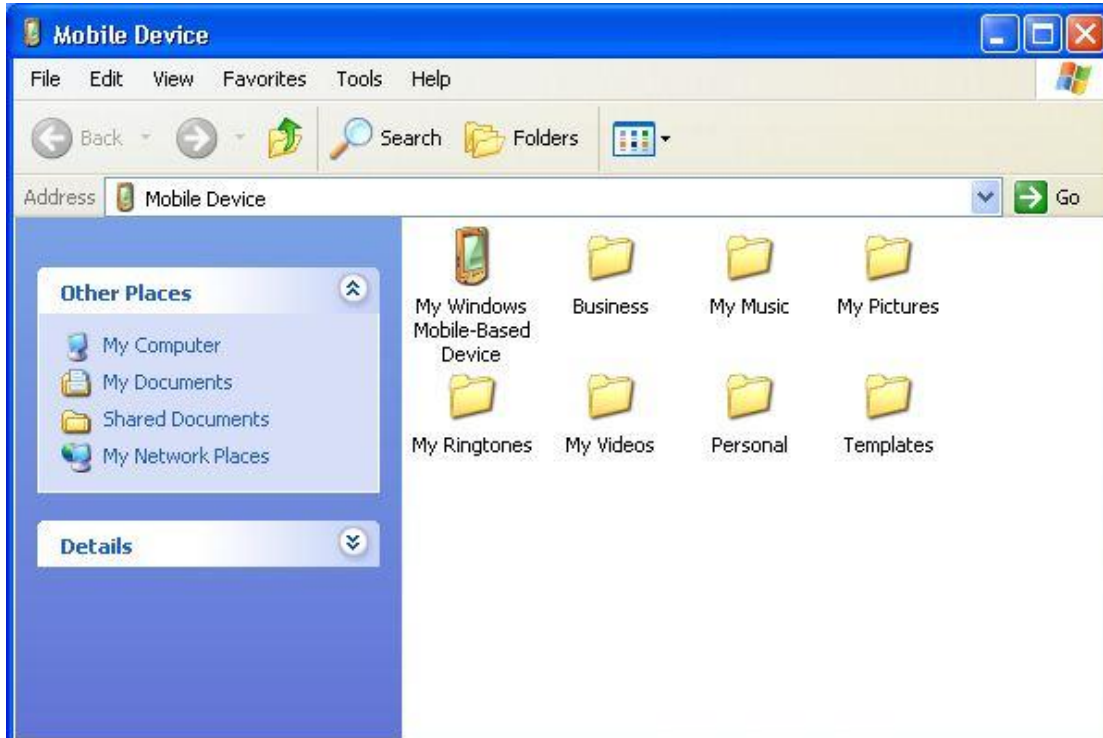 Mobile Device
File Edit View Favorites Tools Help
Back Search Folders
Address Mobile Device Go
Other Places
My Computer
My Documents
Shared Documents
My Network Places
Details
My Windows
Mobile-Based
Device
Business
My Music
My Pictures
My Ringtones
My Videos
Personal
Templates